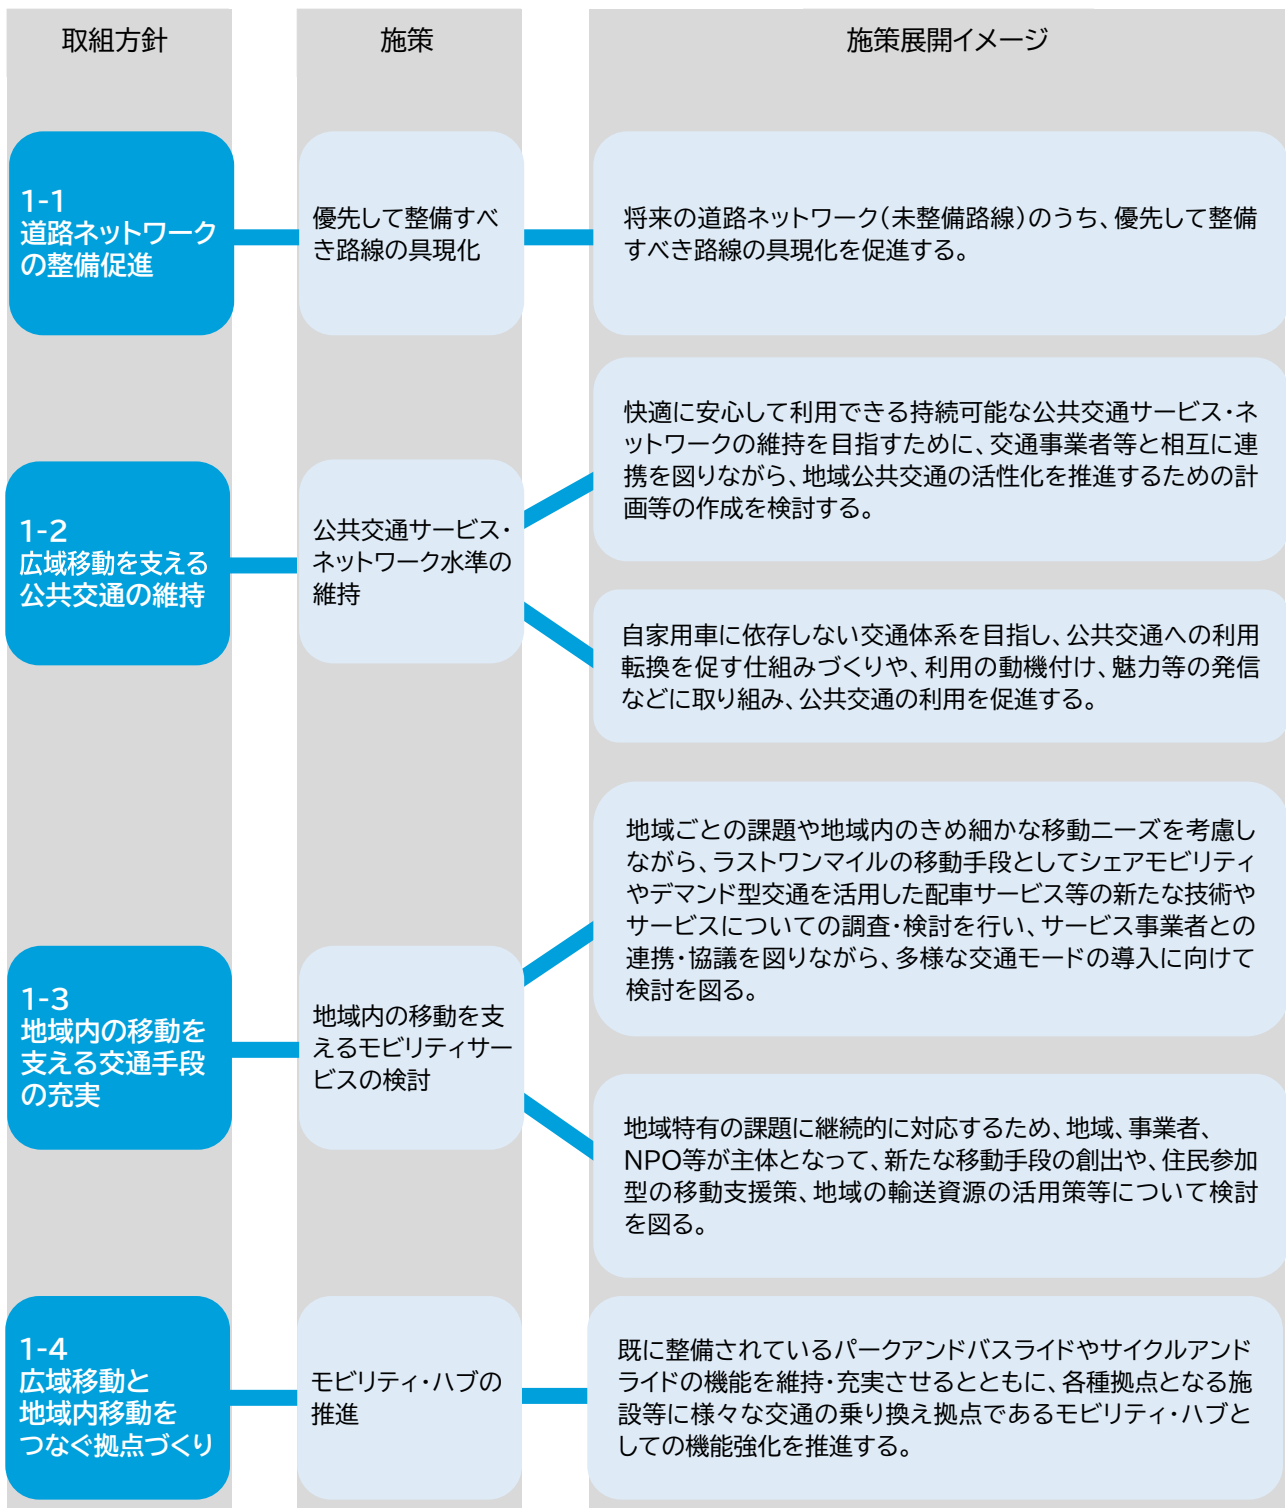 取組方針
施策
施策展開イメージ
1-1
道路ネットワーク
の整備促進
優先して整備すべ
き路線の具現化
将来の道路ネットワーク(未整備路線)のうち、優先して整備
すべき路線の具現化を促進する。
1-2
広域移動を支える
公共交通の維持
公共交通サービス・
ネットワーク水準の
維持
快適に安心して利用できる持続可能な公共交通サービス・ネ
ットワークの維持を目指すために、交通事業者等と相互に連
携を図りながら、地域公共交通の活性化を推進するための計
画等の作成を検討する。
自家用車に依存しない交通体系を目指し、公共交通への利用
転換を促す仕組みづくりや、利用の動機付け、魅力等の発信
などに取り組み、公共交通の利用を促進する。
1-3
地域内の移動を
支える交通手段
の充実
地域内の移動を支
えるモビリティサー
ビスの検討
地域ごとの課題や地域内のきめ細かな移動ニーズを考慮し
ながら、ラストワンマイルの移動手段としてシェアモビリティ
やデマンド型交通を活用した配車サービス等の新たな技術や
サービスについての調査・検討を行い、サービス事業者との
連携・協議を図りながら、多様な交通モードの導入に向けて
検討を図る。
地域特有の課題に継続的に対応するため、地域、事業者、
NPO等が主体となって、新たな移動手段の創出や、住民参加
型の移動支援策、地域の輸送資源の活用策等について検討
を図る。
1-4
広域移動と
地域内移動を
つなぐ拠点づくり
モビリティ・ハブの
推進
既に整備されているパークアンドバスライドやサイクルアンド
ライドの機能を維持・充実させるとともに、各種拠点となる施
設等に様々な交通の乗り換え拠点であるモビリティ・ハブと
しての機能強化を推進する。